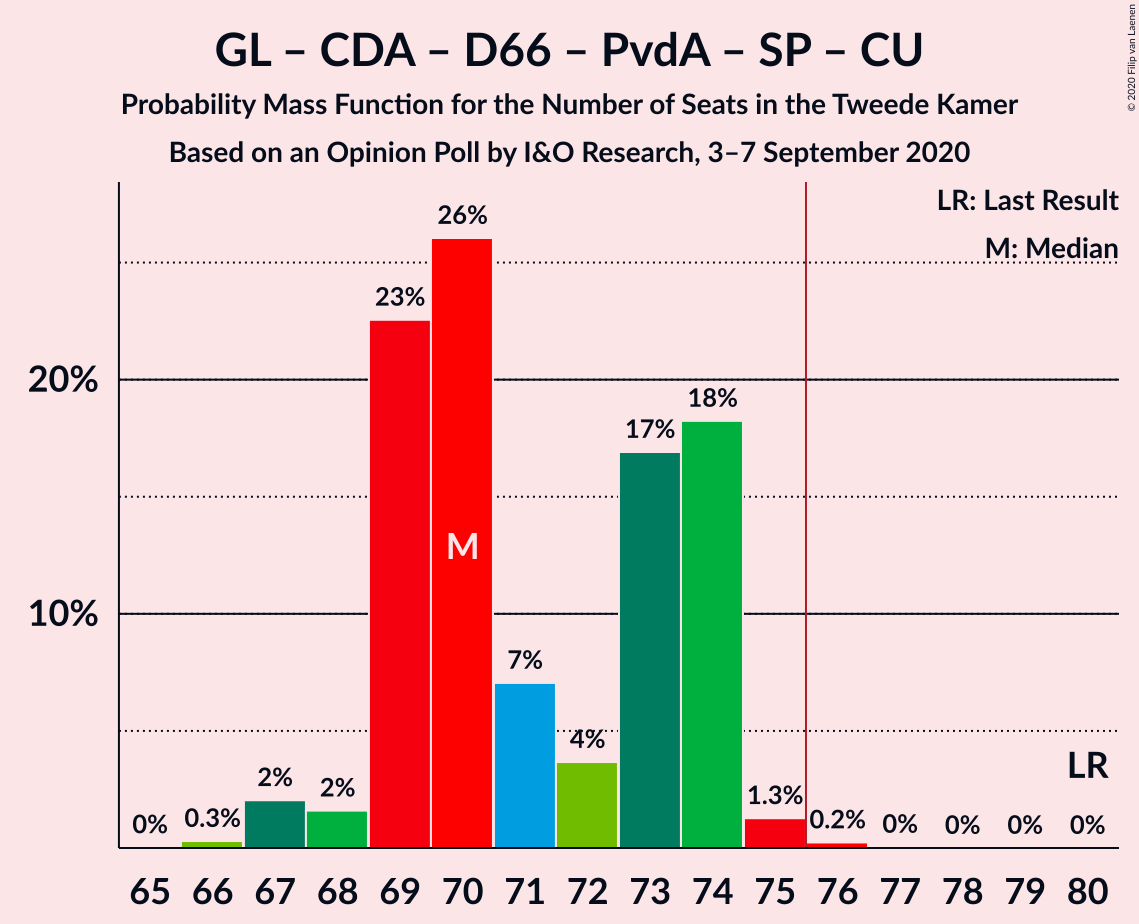 GL – CDA – D66 – PvdA – SP – CU
Probability Mass Function for the Number of Seats in the Tweede Kamer
Based on an Opinion Poll by I&O Research, 3–7 September 2020
© 2020 Filip van Laenen
LR: Last Result
M: Median
20%
10%
0%
0.3%
2%
2%
23%
26%
7%
4%
17%
18%
1.3%
0.2%
0%
0%
0%
0%
M
LR
65 66 67 68 69 70 71 72 73 74 75 76 77 78 79 80